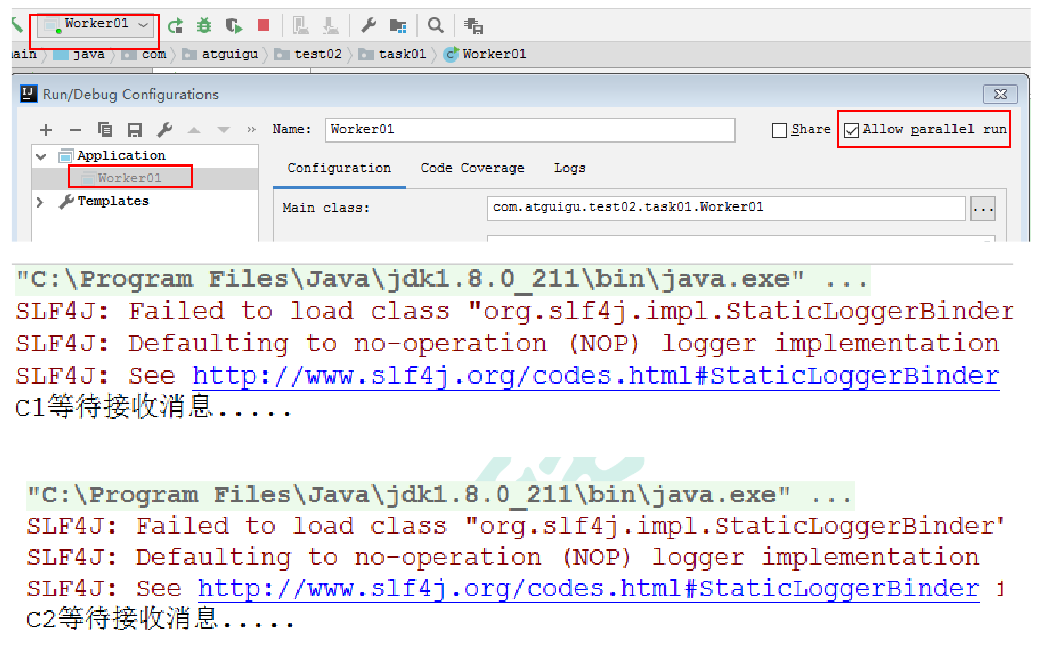 Worker01
ain java com atguigu test02 task01 Worker01
Run/Debug Configurations
Name: Worker01 Share Allow parallel run
Application
Worker01
Templates
Configuration Code Coverage Logs
Main class: com.atguigu.test02.task01.Worker01 ...
"C:\Program Files\Java\jdk1.8.0_211\bin\java.exe" ...
SLF4J: Failed to load class "org.slf4j.impl.StaticLoggerBinder
SLF4J: Defaulting to no-operation (NOP) logger implementation
SLF4J: See http://www.slf4j.org/codes.html#StaticLoggerBinder
C1等待接收消息.....
"C:\Program Files\Java\jdk1.8.0_211\bin\java.exe" ...
SLF4J: Failed to load class "org.slf4j.impl.StaticLoggerBinder"
SLF4J: Defaulting to no-operation (NOP) logger implementation
SLF4J: See http://www.slf4j.org/codes.html#StaticLoggerBinder
C2等待接收消息.....